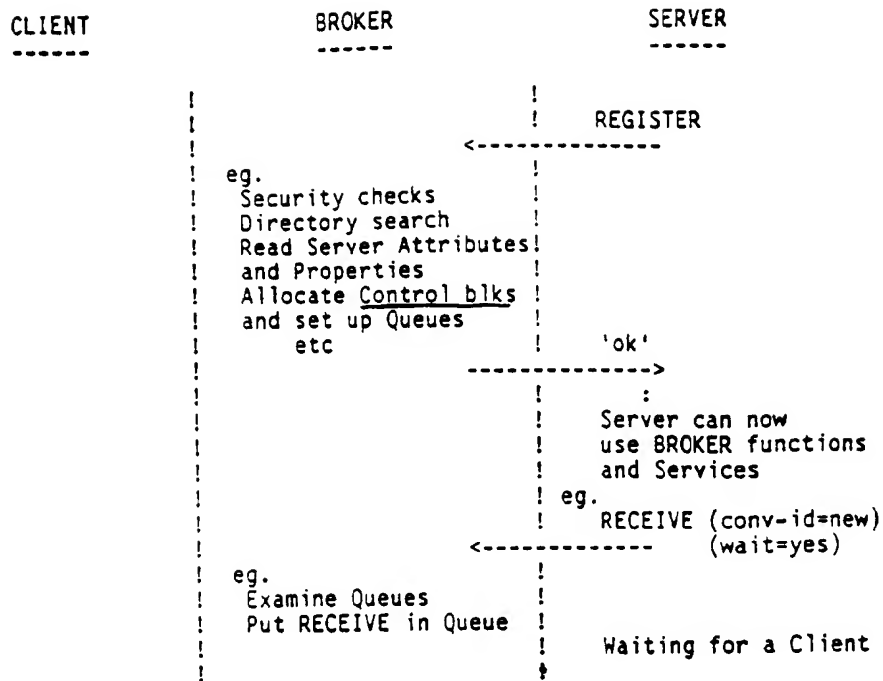 CLIENT BROKER SERVER
REGISTER
eg.
Security checks
Directory search
Read Server Attributes
and Properties
Allocate Control blks
and set up Queues
etc
'ok'
:
Server can now
use BROKER functions
and Services
eg.
RECEIVE (conv-id=new)
(wait=yes)
eg.
Examine Queues
Put RECEIVE in Queue
Waiting for a Client